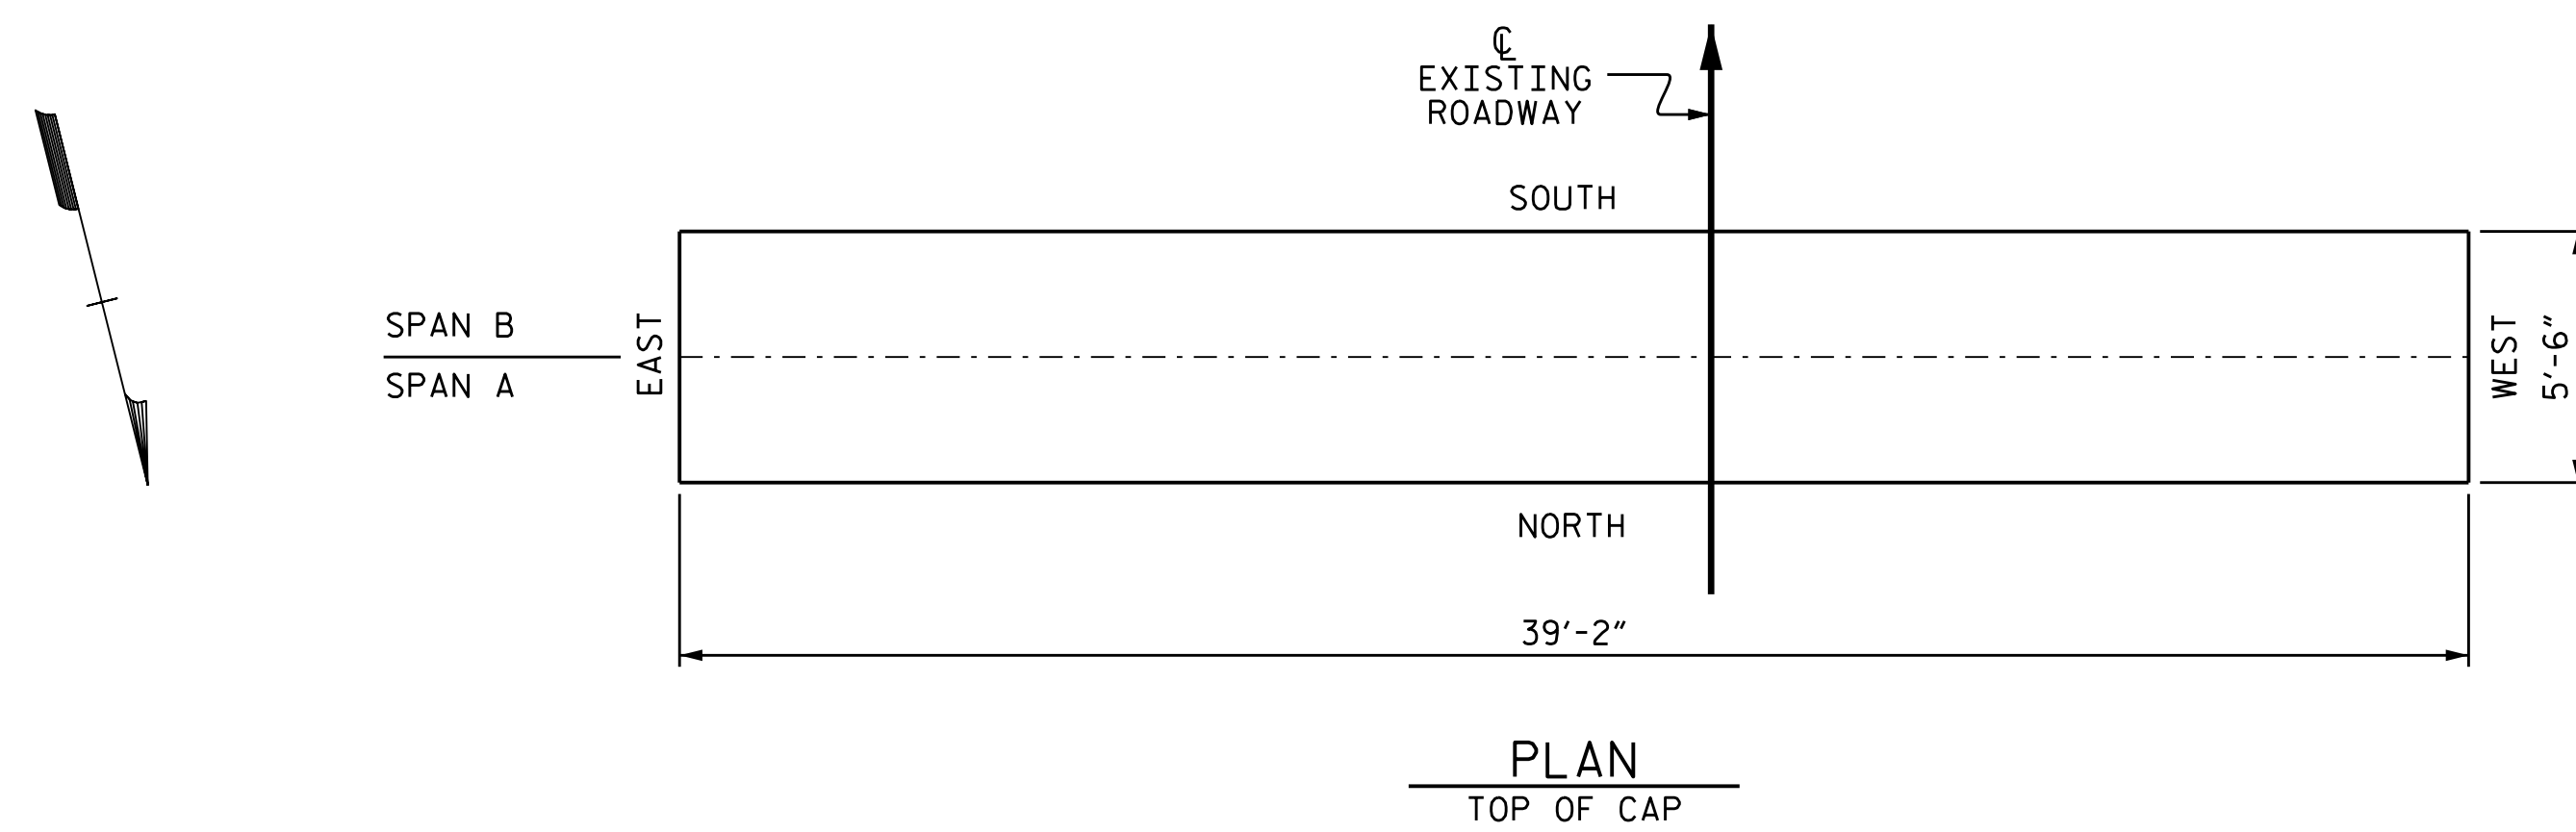 ℄
EXISTING
ROADWAY
SOUTH
SPAN B
SPAN A
EAST
WEST
5'-6"
NORTH
39'-2"
PLAN
TOP OF CAP